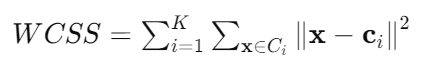 $WCSS = \sum_{i=1}^{K} \sum_{\mathbf{x} \in C_i} \|\mathbf{x} - \mathbf{c}_i\|^2$